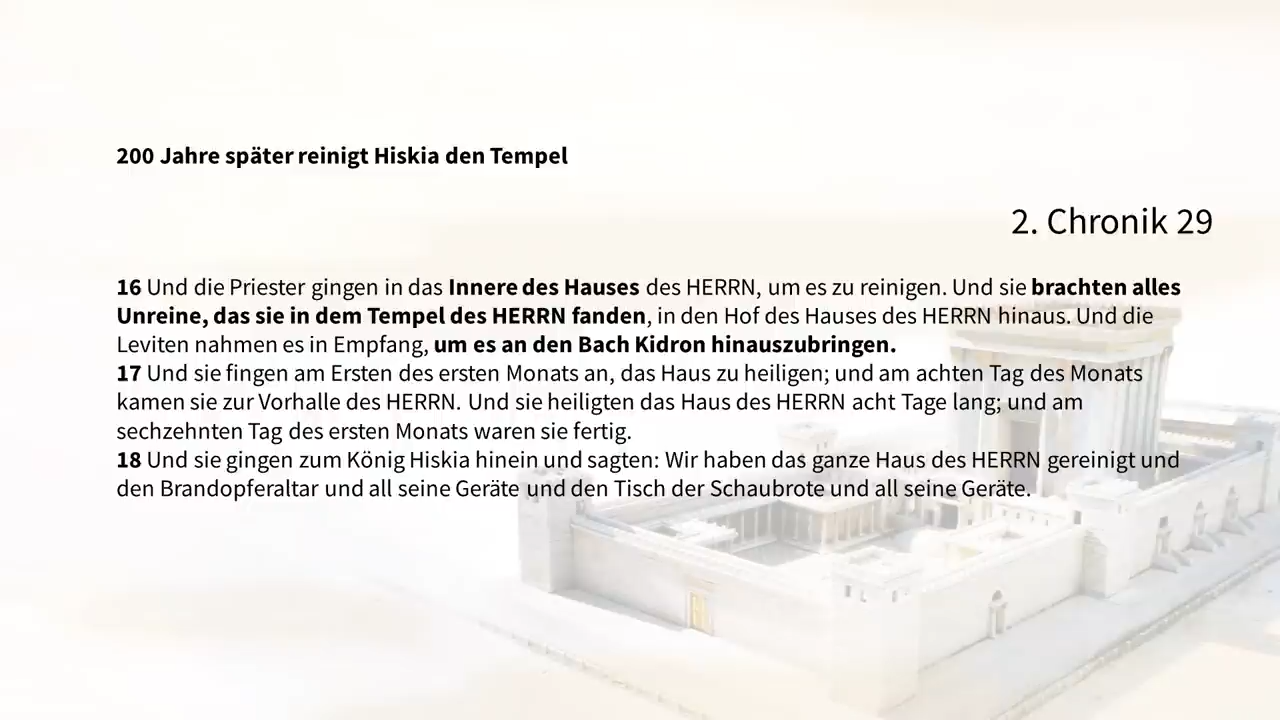 200 Jahre später reinigt Hiskia den Tempel
2. Chronik 29
16 Und die Priester gingen in das Innere des Hauses des HERRN, um es zu reinigen. Und sie brachten alles
Unreine, das sie in dem Tempel des HERRN fanden, in den Hof des Hauses des HERRN hinaus. Und die
Leviten nahmen es in Empfang, um es an den Bach Kidron hinauszubringen.
17 Und sie fingen am Ersten des ersten Monats an, das Haus zu heiligen; und am achten Tag des Monats
kamen sie zur Vorhalle des HERRN. Und sie heiligten das Haus des HERRN acht Tage lang; und am
sechzehnten Tag des ersten Monats waren sie fertig.
18 Und sie gingen zum König Hiskia hinein und sagten: Wir haben das ganze Haus des HERRN gereinigt und
den Brandopferaltar und all seine Geräte und den Tisch der Schaubrote und all seine Geräte.